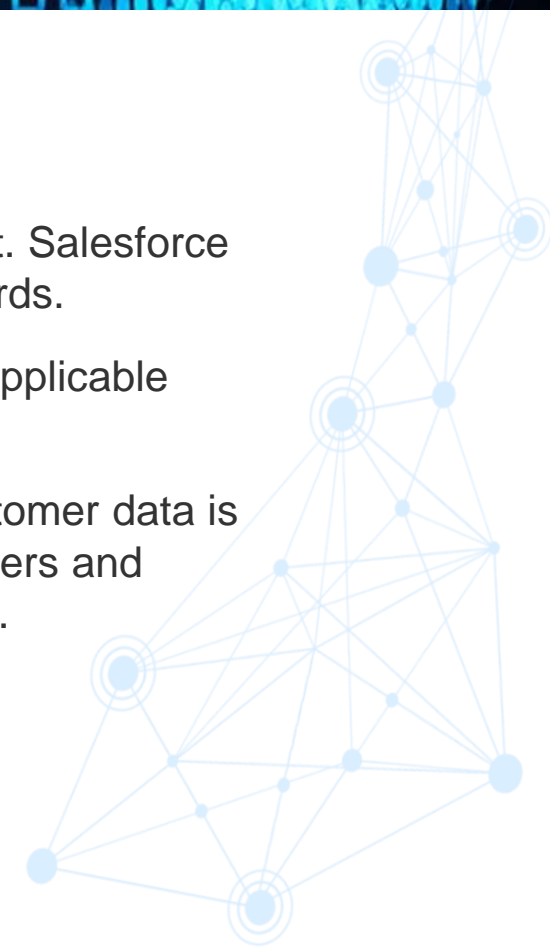 t. Salesforce
rds.
pplicable
tomer data is
ers and
.